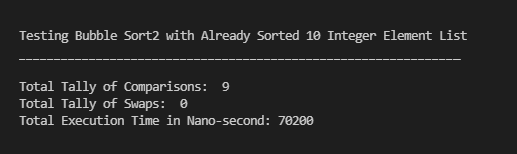 Testing Bubble Sort2 with Already Sorted 10 Integer Element List
________________________________________________________________
Total Tally of Comparisons:  9
Total Tally of Swaps:  0
Total Execution Time in Nano-second: 70200